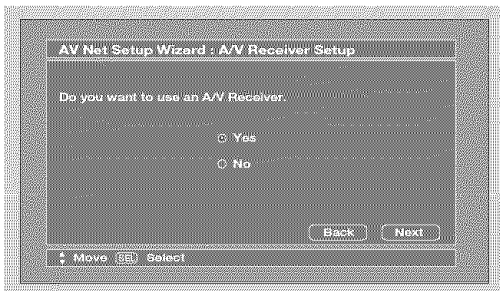 AV Net Setup Wizard : A/V Receiver Setup
Do you want to use an A/V Receiver.
Yes
No
Back Next
Move SEL Select